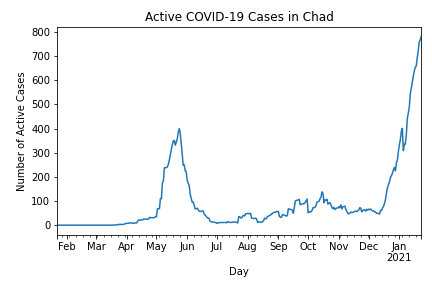 Active COVID-19 Cases in Chad
800
700
600
500
400
300
200
100
0
Number of Active Cases
Feb Mar Apr May Jun Jul Aug Sep Oct Nov Dec Jan
2021
Day